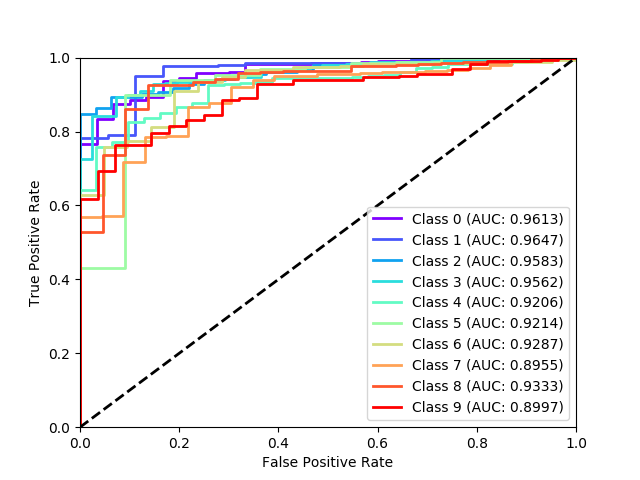 1.0
0.8
0.6
0.4
0.2
0.0
True Positive Rate
Class 0 (AUC: 0.9613)
Class 1 (AUC: 0.9647)
Class 2 (AUC: 0.9583)
Class 3 (AUC: 0.9562)
Class 4 (AUC: 0.9206)
Class 5 (AUC: 0.9214)
Class 6 (AUC: 0.9287)
Class 7 (AUC: 0.8955)
Class 8 (AUC: 0.9333)
Class 9 (AUC: 0.8997)
0.0 0.2 0.4 0.6 0.8 1.0
False Positive Rate